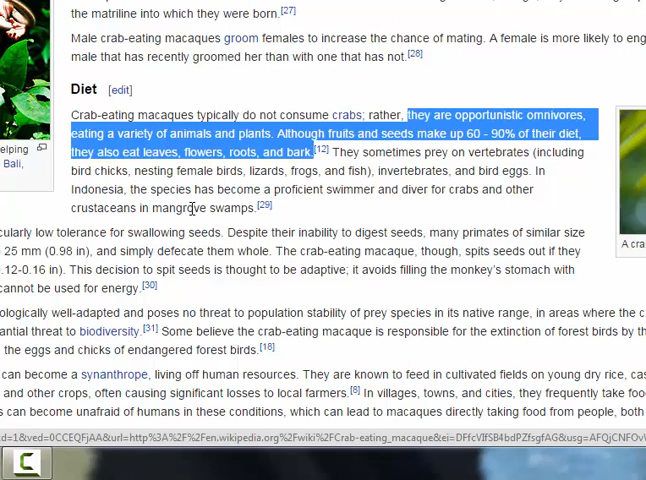 the matriline into which they were born.[27]
Male crab-eating macaques groom females to increase the chance of mating. A female is more likely to eng
male that has recently groomed her than with one that has not.[28]
Diet [edit]
Crab-eating macaques typically do not consume crabs; rather, they are opportunistic omnivores,
eating a variety of animals and plants. Although fruits and seeds make up 60 - 90% of their diet,
they also eat leaves, flowers, roots, and bark.[12] They sometimes prey on vertebrates (including
bird chicks, nesting female birds, lizards, frogs, and fish), invertebrates, and bird eggs. In
Indonesia, the species has become a proficient swimmer and diver for crabs and other
crustaceans in mangrove swamps.[29]
elping
Bali,
A cra
cularly low tolerance for swallowing seeds. Despite their inability to digest seeds, many primates of similar size
25 mm (0.98 in), and simply defecate them whole. The crab-eating macaque, though, spits seeds out if they
.12-0.16 in). This decision to spit seeds is thought to be adaptive; it avoids filling the monkey's stomach with
cannot be used for energy.[30]
ologically well-adapted and poses no threat to population stability of prey species in its native range, in areas where the c
antial threat to biodiversity.[31] Some believe the crab-eating macaque is responsible for the extinction of forest birds by th
the eggs and chicks of endangered forest birds.[18]
can become a synanthrope, living off human resources. They are known to feed in cultivated fields on young dry rice, cas
and other crops, often causing significant losses to local farmers.[8] In villages, towns, and cities, they frequently take foo
s can become unafraid of humans in these conditions, which can lead to macaques directly taking food from people, both